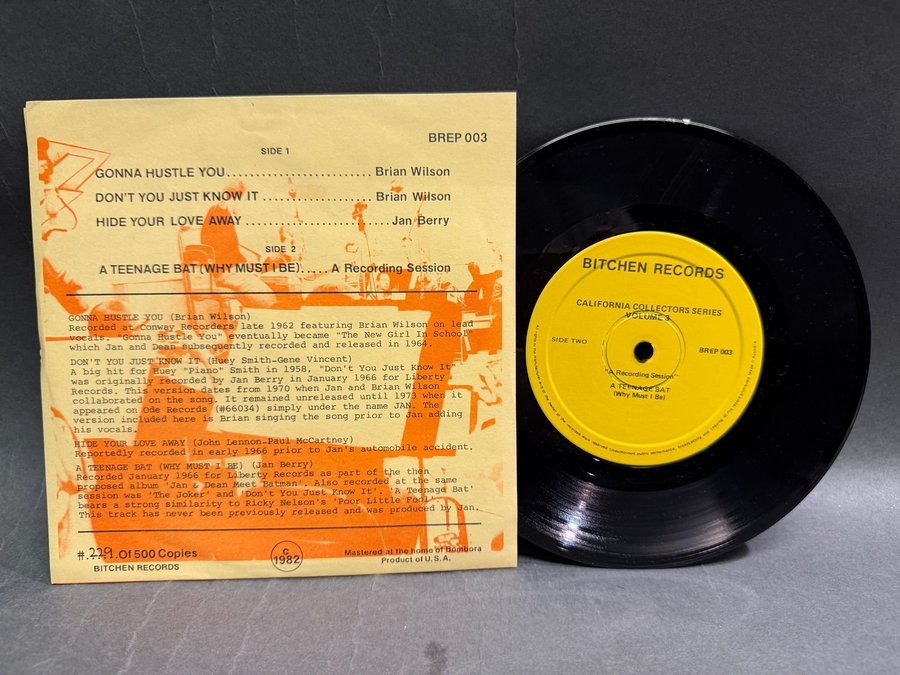 BREP 003
SIDE 1
GONNA HUSTLE YOU........................ Brian Wilson
DON'T YOU JUST KNOW IT .................. Brian Wilson
HIDE YOUR LOVE AWAY ........................ Jan Berry
SIDE 2
A TEENAGE BAT (WHY MUST I BE)..... A Recording Session
GONNA HUSTLE YOU (Brian Wilson)
Recorded at Conway Recorders late 1962 featuring Brian Wilson on lead
vocals. "Gonna Hustle You" eventually became "The New Girl In School"
which Jan and Dean subsequently recorded and released in 1964.
DON'T YOU JUST KNOW IT (Huey Smith-Gene Vincent)
A big hit for Huey "Piano" Smith in 1958, "Don't You Just Know It"
was originally recorded by Jan Berry in January 1966 for Liberty
Records. This version dates from 1970 when Jan and Brian Wilson
collaborated on the song. It remained unreleased until 1973 when it
appeared on Ode Records (#66034) simply under the name JAN. The
version included here is Brian singing the song prior to Jan adding
his vocals.
HIDE YOUR LOVE AWAY (John Lennon-Paul McCartney)
Reportedly recorded in early 1966 prior to Jan's automobile accident.
A TEENAGE BAT (WHY MUST I BE) (Jan Berry)
Recorded January 1966 for Liberty Records as part of the then
proposed album 'Jan & Dean Meet Batman'. Also recorded at the same
session was 'The Joker' and 'Don't You Just Know It'. 'A Teenage Bat'
bears a strong similarity to Ricky Nelson's 'Poor Little Fool'.
This track has never been previously released and was produced by Jan.
#.229.Of 500 Copies
BITCHEN RECORDS
C
1982
Mastered at the home of Bombora
Product of U.S.A.
BITCHEN RECORDS
CALIFORNIA COLLECTORS SERIES
VOLUME 3
SIDE TWO
BREP 003
"A Recording Session"
A TEENAGE BAT
(Why Must I Be)